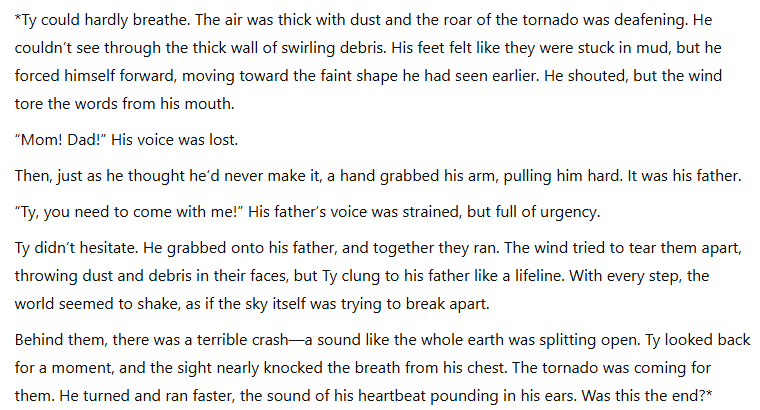 *Ty could hardly breathe. The air was thick with dust and the roar of the tornado was deafening. He
couldn’t see through the thick wall of swirling debris. His feet felt like they were stuck in mud, but he
forced himself forward, moving toward the faint shape he had seen earlier. He shouted, but the wind
tore the words from his mouth.
“Mom! Dad!” His voice was lost.
Then, just as he thought he’d never make it, a hand grabbed his arm, pulling him hard. It was his father.
“Ty, you need to come with me!” His father’s voice was strained, but full of urgency.
Ty didn’t hesitate. He grabbed onto his father, and together they ran. The wind tried to tear them apart,
throwing dust and debris in their faces, but Ty clung to his father like a lifeline. With every step, the
world seemed to shake, as if the sky itself was trying to break apart.
Behind them, there was a terrible crash—a sound like the whole earth was splitting open. Ty looked back
for a moment, and the sight nearly knocked the breath from his chest. The tornado was coming for
them. He turned and ran faster, the sound of his heartbeat pounding in his ears. Was this the end?*